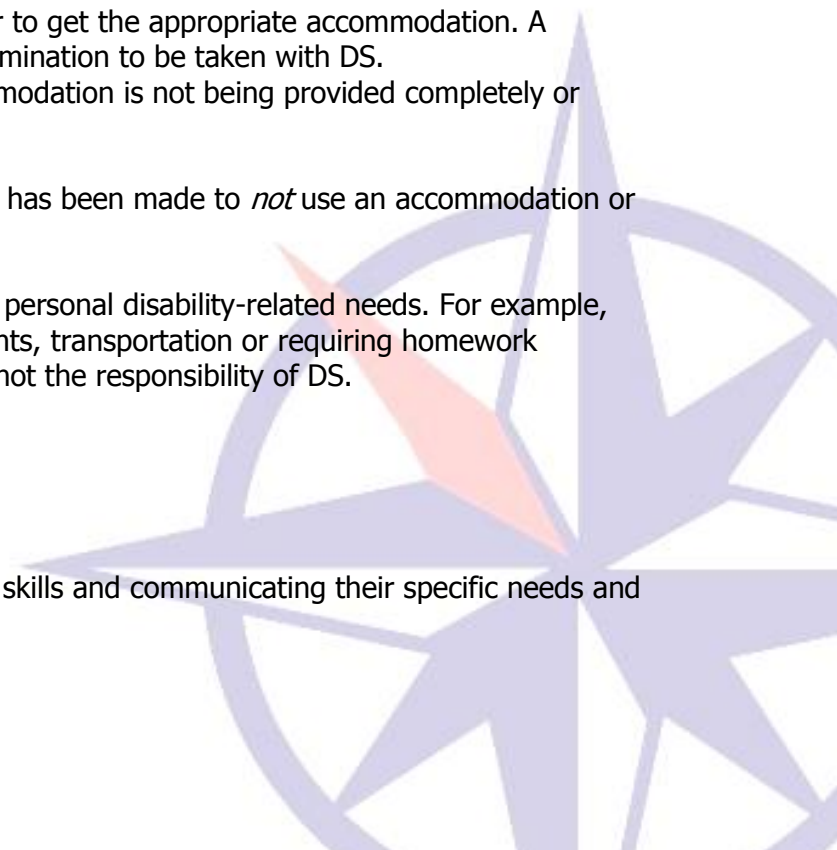 r to get the appropriate accommodation. A
mination to be taken with DS.
modation is not being provided completely or
has been made to not use an accommodation or
personal disability-related needs. For example,
nts, transportation or requiring homework
not the responsibility of DS.
skills and communicating their specific needs and